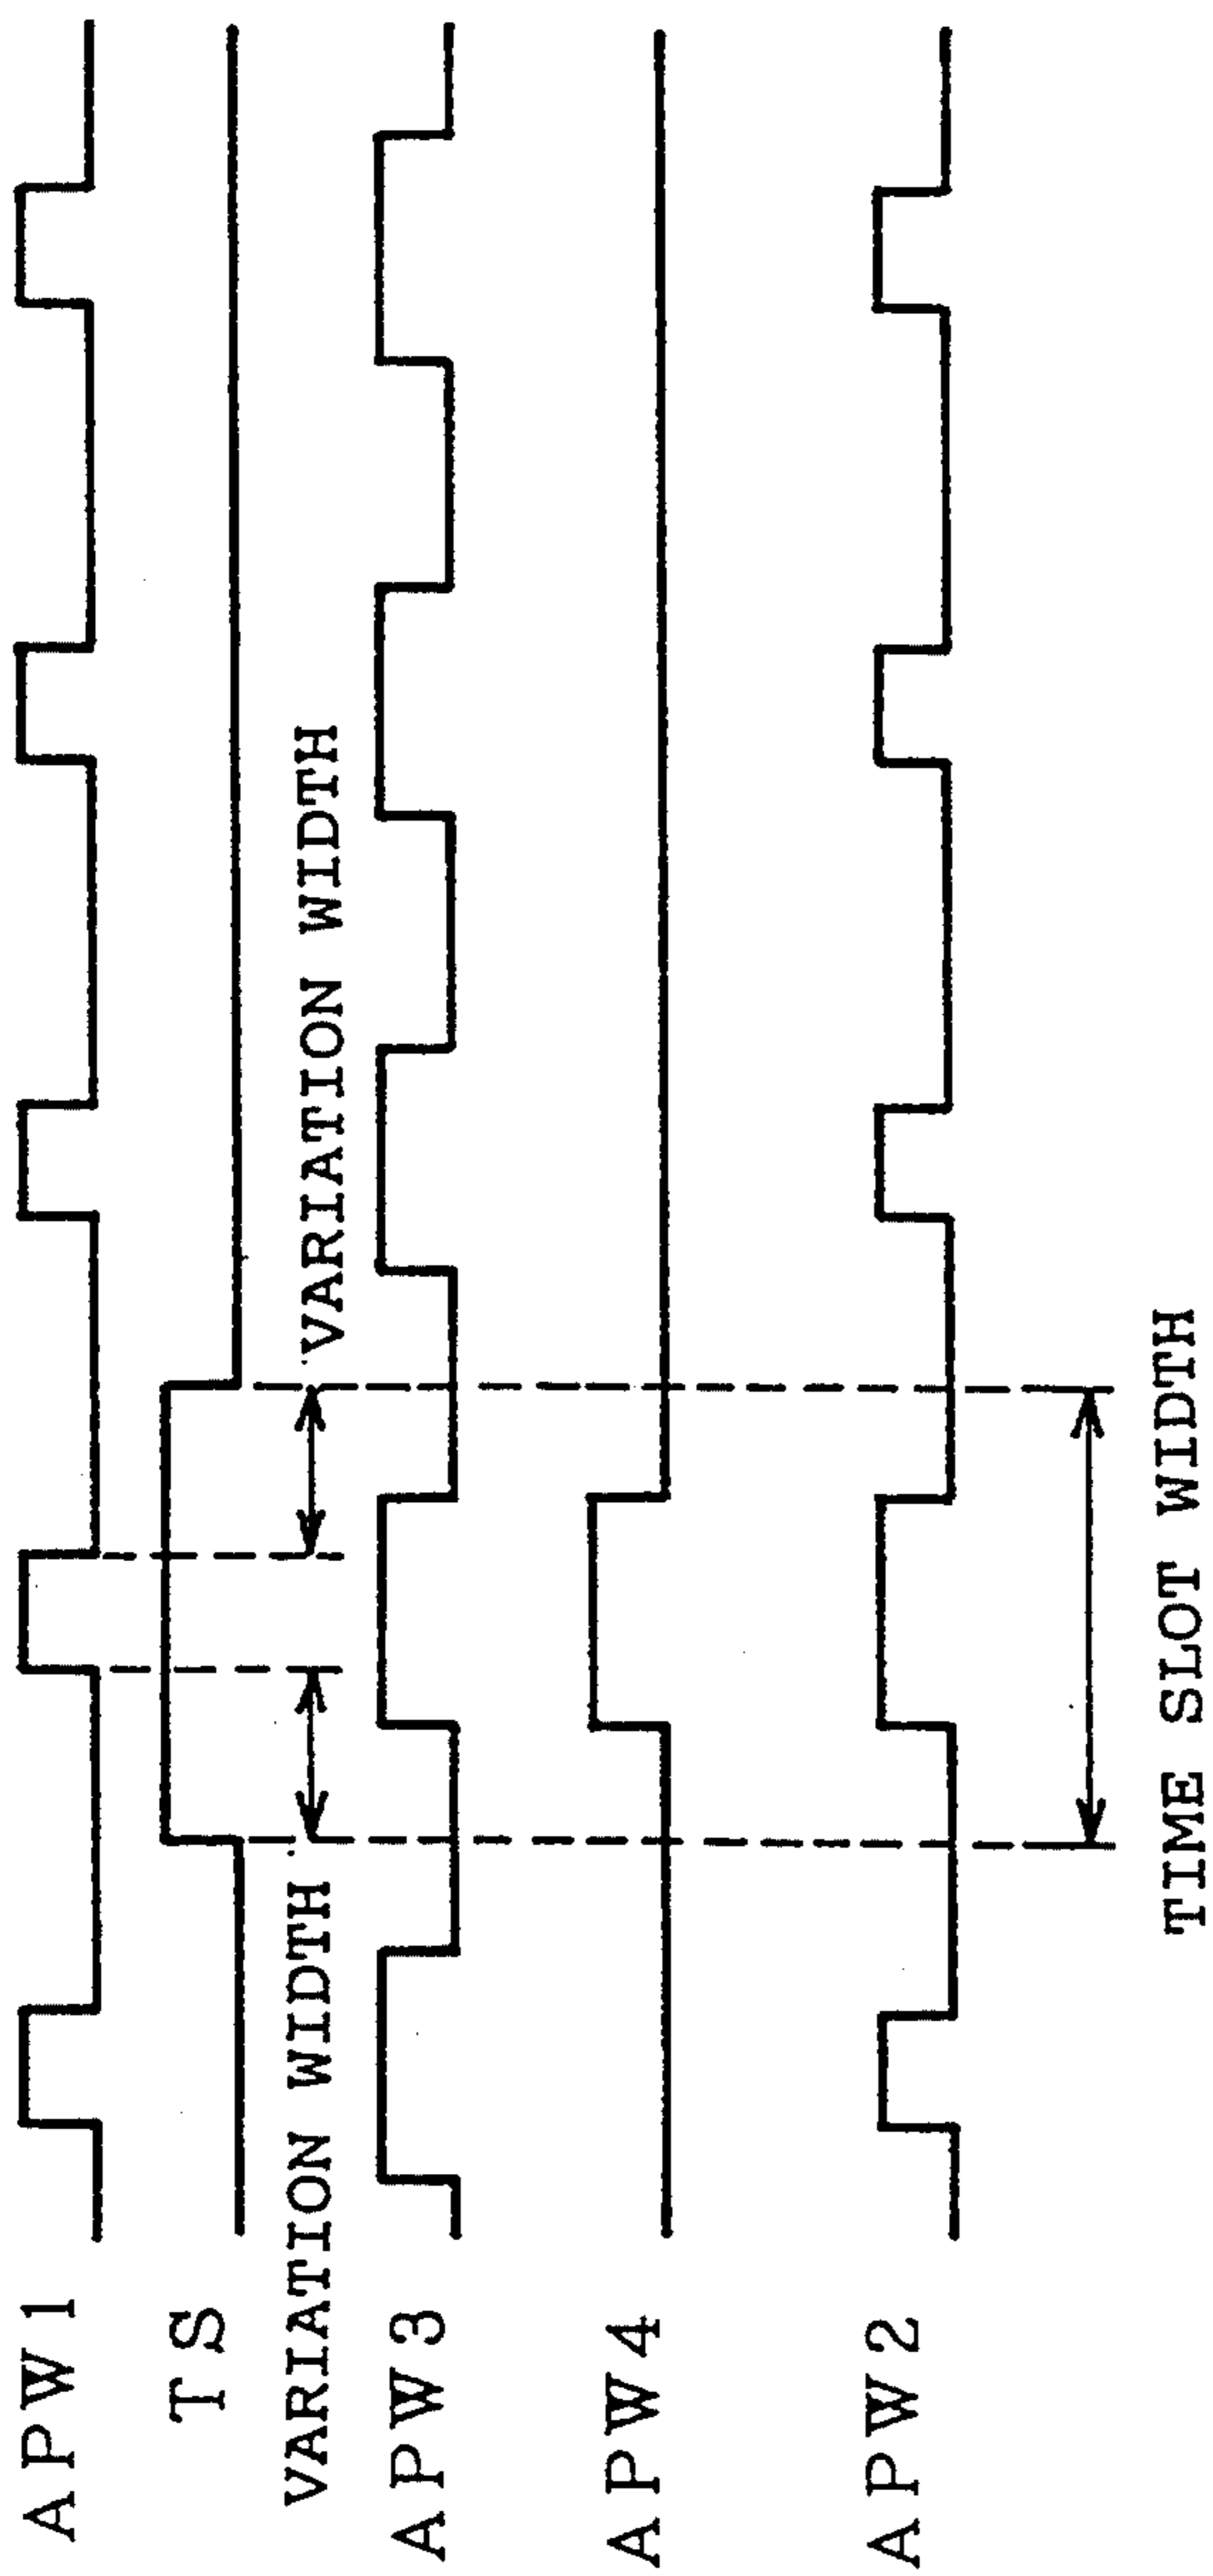 APW1
TS
VARIATION WIDTH VARIATION WIDTH
APW3
APW4
APW2
TIME SLOT WIDTH